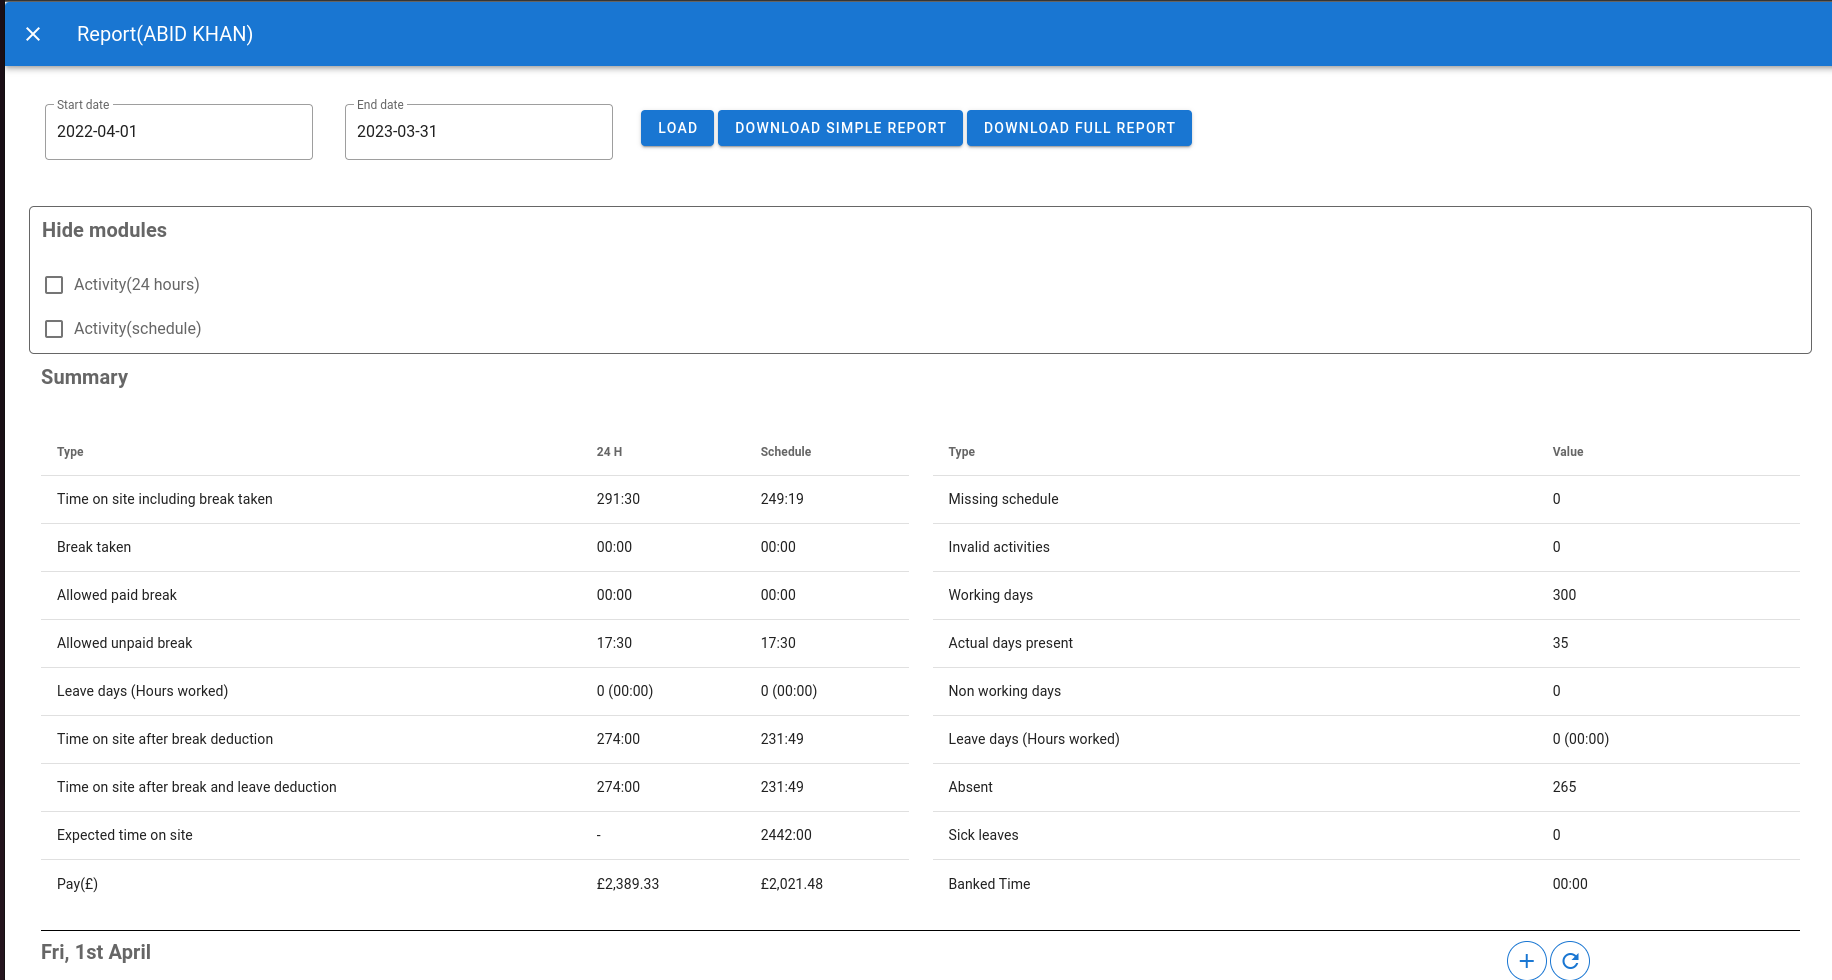 Report(ABID KHAN)
Start date
2022-04-01
End date
2023-03-31
LOAD
DOWNLOAD SIMPLE REPORT
DOWNLOAD FULL REPORT
Hide modules
Activity(24 hours)
Activity(schedule)
Summary
Type 24 H Schedule
Time on site including break taken 291:30 249:19
Break taken 00:00 00:00
Allowed paid break 00:00 00:00
Allowed unpaid break 17:30 17:30
Leave days (Hours worked) 0 (00:00) 0 (00:00)
Time on site after break deduction 274:00 231:49
Time on site after break and leave deduction 274:00 231:49
Expected time on site - 2442:00
Pay(£) £2,389.33 £2,021.48
Type Value
Missing schedule 0
Invalid activities 0
Working days 300
Actual days present 35
Non working days 0
Leave days (Hours worked) 0 (00:00)
Absent 265
Sick leaves 0
Banked Time 00:00
Fri, 1st April